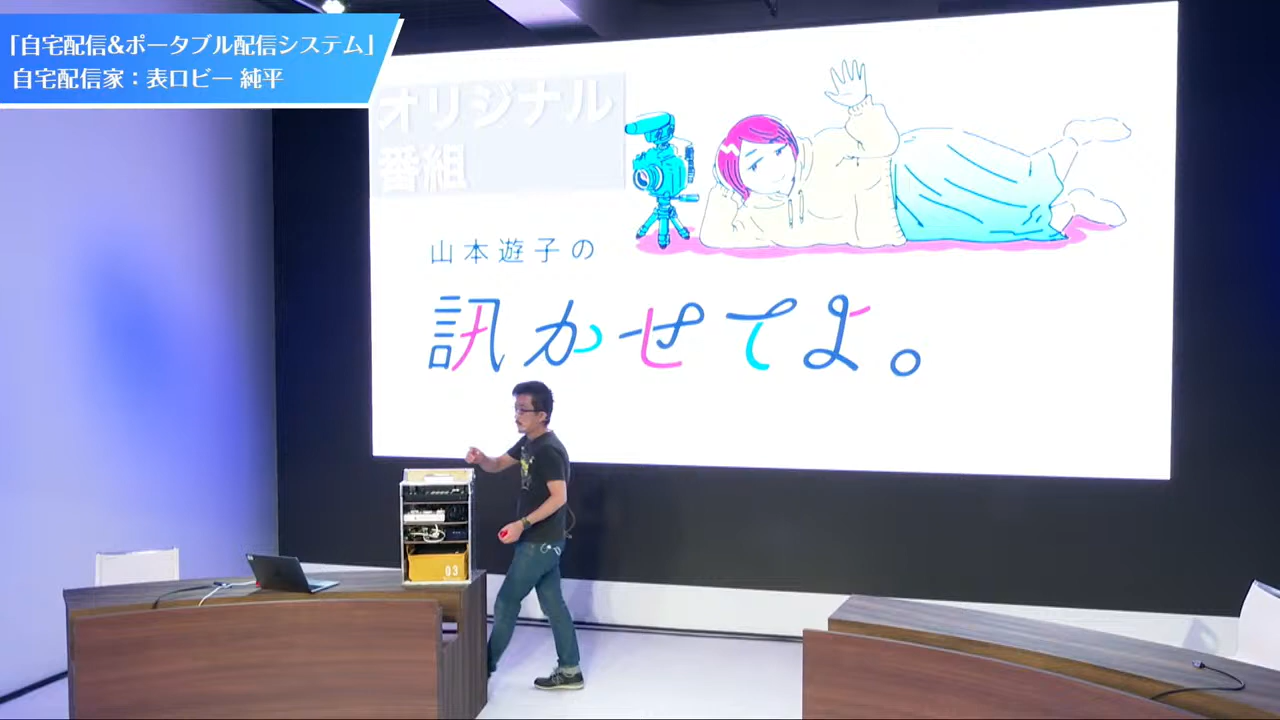 「自宅配信&ポータブル配信システム」
自宅配信家：表ロビー 純平
オリジナル
番組
山本遊子の
訊かせてよ。
03